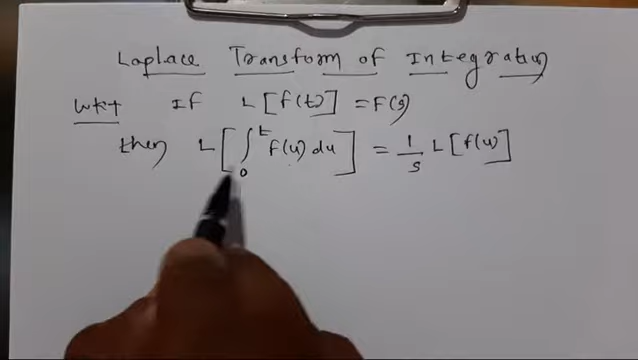 Laplace Transform of Integration
WKT If L[f(t)] = F(s)
then L[∫₀ᵗ f(u) du] = 1/s L[f(u)]